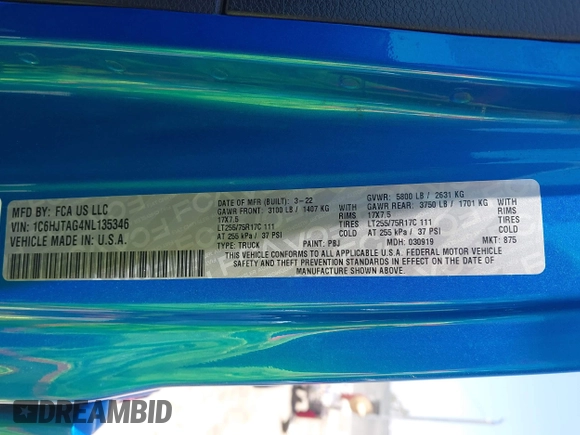 MFD BY: FCA US LLC
VIN: 1C6HJTAG4NL135346
VEHICLE MADE IN: U.S.A.
DATE OF MFR (BUILT): 3-22
GAWR FRONT: 3100 LB / 1407 KG WITH
17X7.5 RIMS
LT255/75R17C 111 TIRES
AT 255 kPa / 37 PSI COLD
GVWR: 5800 LB / 2631 KG
GAWR REAR: 3750 LB / 1701 KG WITH
17X7.5 RIMS
LT255/75R17C 111 TIRES
AT 255 kPa / 37 PSI COLD
TYPE: TRUCK PAINT: PBJ MDH: 030919 MKT: 875
THIS VEHICLE CONFORMS TO ALL APPLICABLE U.S.A. FEDERAL MOTOR VEHICLE
SAFETY AND THEFT PREVENTION STANDARDS IN EFFECT ON THE DATE OF
MANUFACTURE SHOWN ABOVE.
DREAMBID